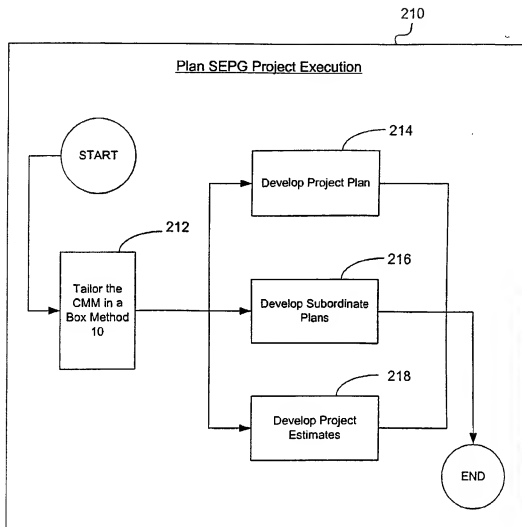 210
Plan SEPG Project Execution
START
214
Develop Project Plan
212
Tailor the
CMM in a
Box Method
10
216
Develop Subordinate
Plans
218
Develop Project
Estimates
END